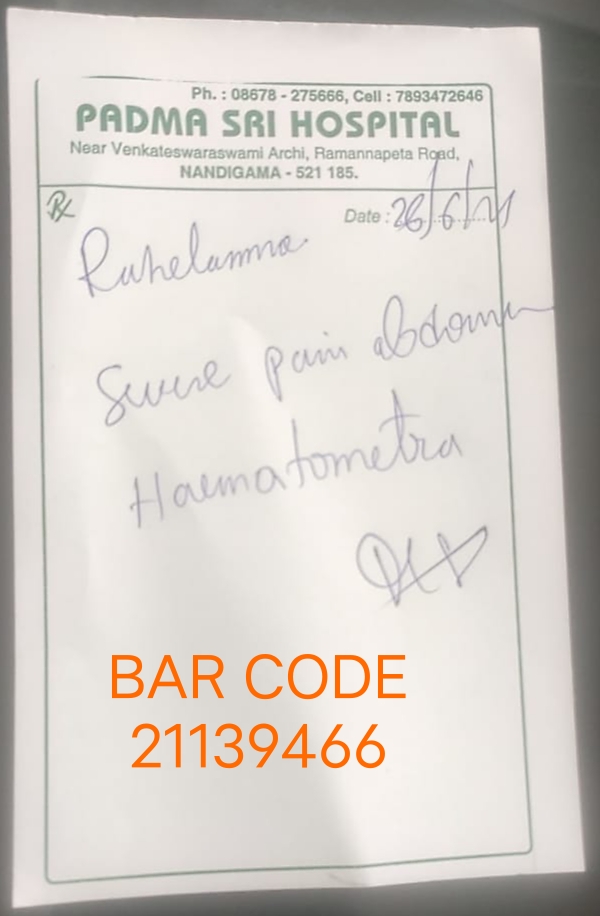 Ph. : 08678 - 275666, Cell : 7893472646
PADMA SRI HOSPITAL
Near Venkateswaraswami Archi, Ramannapeta Road,
NANDIGAMA - 521 185.
Rx
Date : 26/6/21
Rahelamma
Severe pain abdomen
Haematometra
BAR CODE
21139466